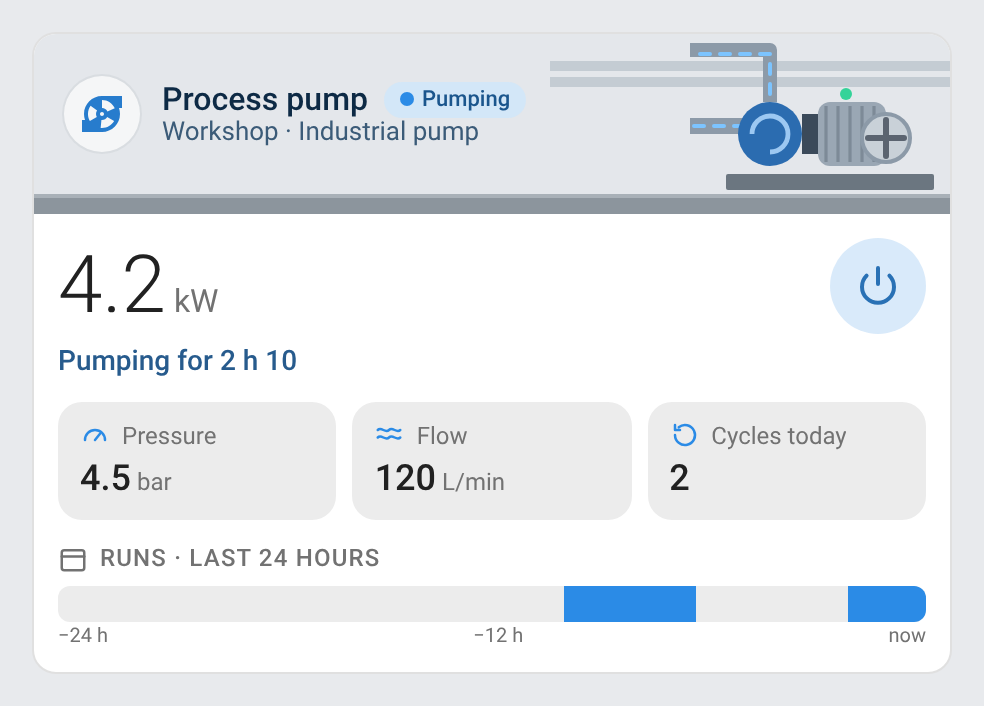 Process pump
Pumping
Workshop · Industrial pump
4.2 kW
Pumping for 2 h 10
Pressure
4.5 bar
Flow
120 L/min
Cycles today
2
RUNS · LAST 24 HOURS
−24 h
−12 h
now